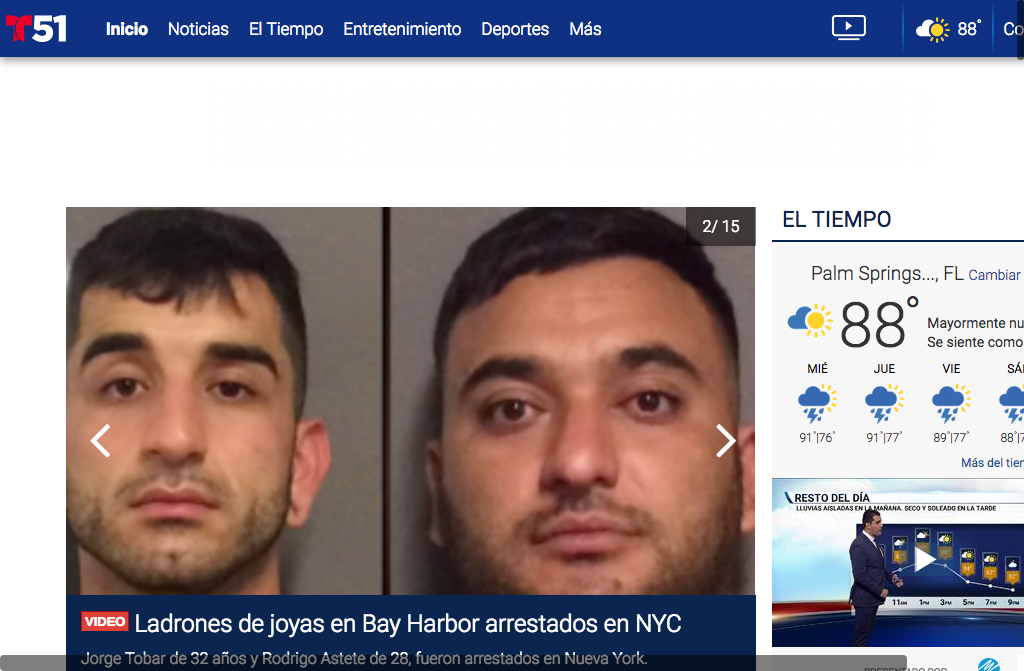 T51 Inicio Noticias El Tiempo Entretenimiento Deportes Más 88° Co
2/ 15
EL TIEMPO
Palm Springs..., FL Cambiar
88°
Mayormente nu
Se siente como
MIÉ JUE VIE SÁ
91°|76° 91°|77° 89°|77° 88°|7
Más del tien
RESTO DEL DÍA
LLUVIAS AISLADAS EN LA MAÑANA. SECO Y SOLEADO EN LA TARDE
11AM 1PM 3PM 5PM 7PM 9PM
VIDEO Ladrones de joyas en Bay Harbor arrestados en NYC
Jorge Tobar de 32 años y Rodrigo Astete de 28, fueron arrestados en Nueva York.
PRESENTADO POR